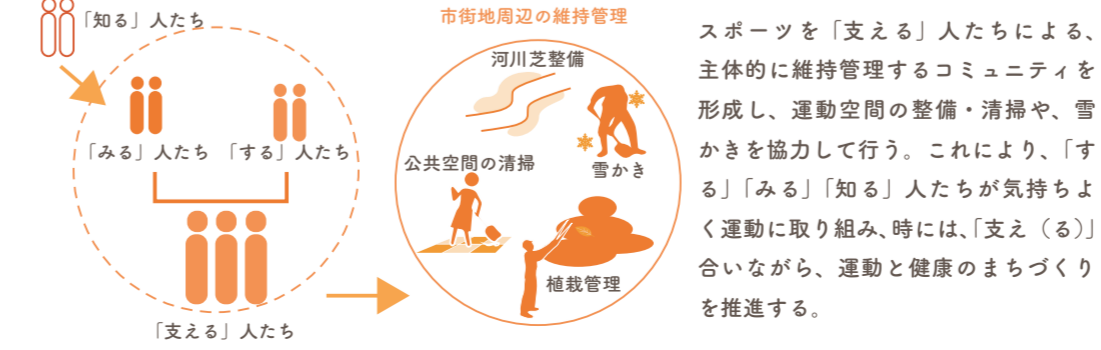 「知る」人たち
「みる」人たち
「する」人たち
「支える」人たち
市街地周辺の維持管理
河川芝整備
雪かき
公共空間の清掃
植栽管理
スポーツを「支える」人たちによる、
主体的に維持管理するコミュニティを
形成し、運動空間の整備・清掃や、雪
かきを協力して行う。これにより、「す
る」「みる」「知る」人たちが気持ちよ
く運動に取り組み、時には、「支え（る）」
合いながら、運動と健康のまちづくり
を推進する。